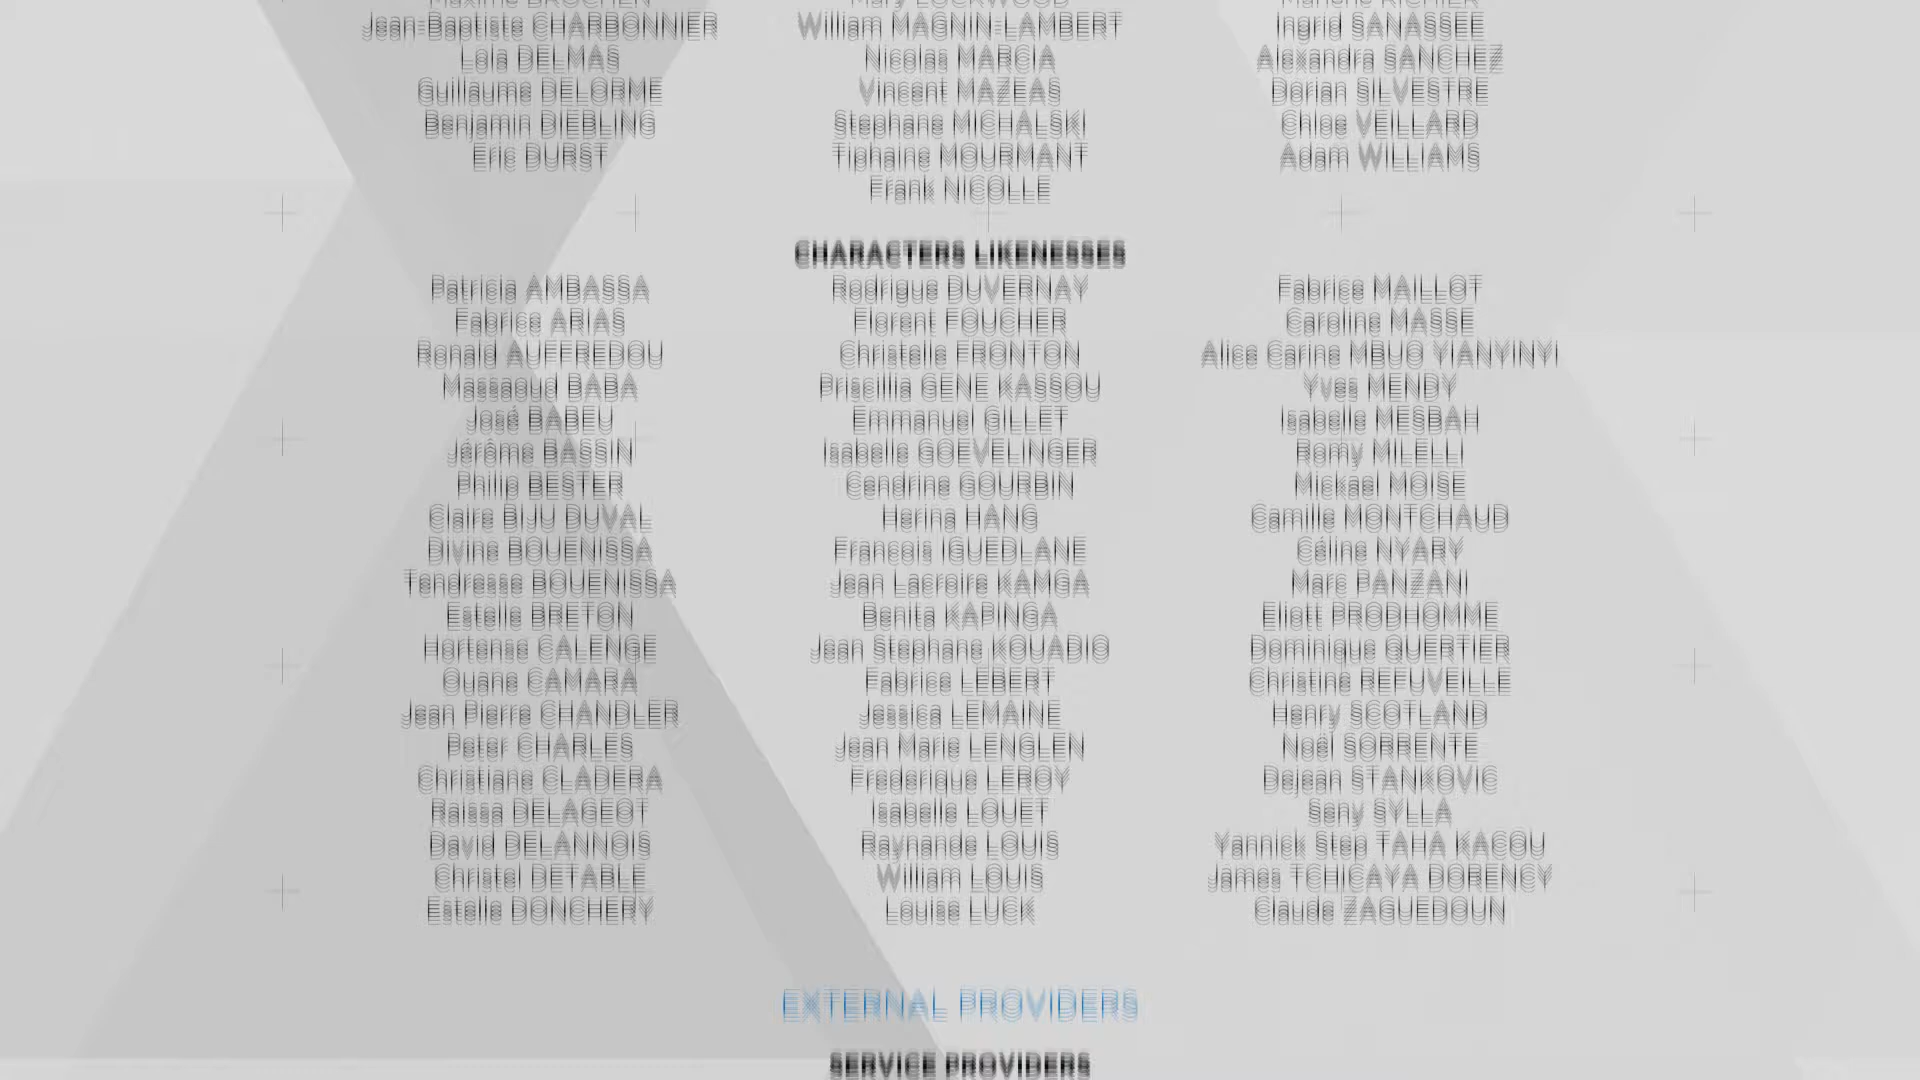 Jean-Baptiste CHARBONNIER
Lola DELMAS
Guillaume DELORME
Benjamin DIEBLING
Eric DURST
William MAGNIN-LAMBERT
Nicolas MARCIA
Vincent MAZEAS
Stephane MICHALSKI
Tiphaine MOURMANT
Frank NICOLLE
Ingrid SANASSEE
Alexandra SANCHEZ
Dorian SILVESTRE
Chloe VEILLARD
Adam WILLIAMS
CHARACTERS LIKENESSES
Patricia AMBASSA
Fabrice ARIAS
Ronald AUFFREDOU
Massaoud BABA
José BABEU
Jérôme BASSIN
Philip BESTER
Claire BIJU DUVAL
Divine BOUENISSA
Tendresse BOUENISSA
Estelle BRETON
Hortense CALENGE
Ouane CAMARA
Jean Pierre CHANDLER
Peter CHARLES
Christiane CLADERA
Raissa DELAGEOT
David DELANNOIS
Christel DETABLE
Estelle DONCHERY
Rodrigue DUVERNAY
Florent FOUCHER
Christelle FRONTON
Priscillia GENE KASSOU
Emmanuel GILLET
Isabelle GOEVELINGER
Cendrine GOURBIN
Herina HANG
Francois IGUEDLANE
Jean Lacroire KAMGA
Benita KAPINGA
Jean Stephane KOUADIO
Fabrice LEBERT
Jessica LEMAINE
Jean Marie LENGLEN
Frederique LEROY
Isabelle LOUET
Raynande LOUIS
William LOUIS
Louise LUCK
Fabrice MAILLOT
Caroline MASSE
Alice Carine MBUO YIANYINYI
Yves MENDY
Isabelle MESBAH
Romy MILELLI
Mickael MOISE
Camille MONTCHAUD
Céline NYARY
Marc PANZANI
Eliott PRODHOMME
Dominique QUERTIER
Christine REFUVEILLE
Henry SCOTLAND
Noël SORRENTE
Dejean STANKOVIC
Seny SYLLA
Yannick Step TAHA KACOU
James TCHICAYA DORENCY
Claude ZAGUEDOUN
EXTERNAL PROVIDERS
SERVICE PROVIDERS